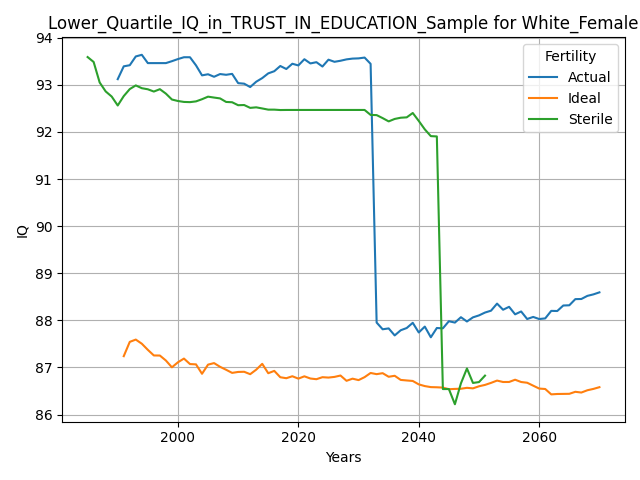 Lower_Quartile_IQ_in_TRUST_IN_EDUCATION_Sample for White_Female
94
93
92
91
90
89
88
87
86
IQ
2000
2020
2040
2060
Years
Fertility
Actual
Ideal
Sterile